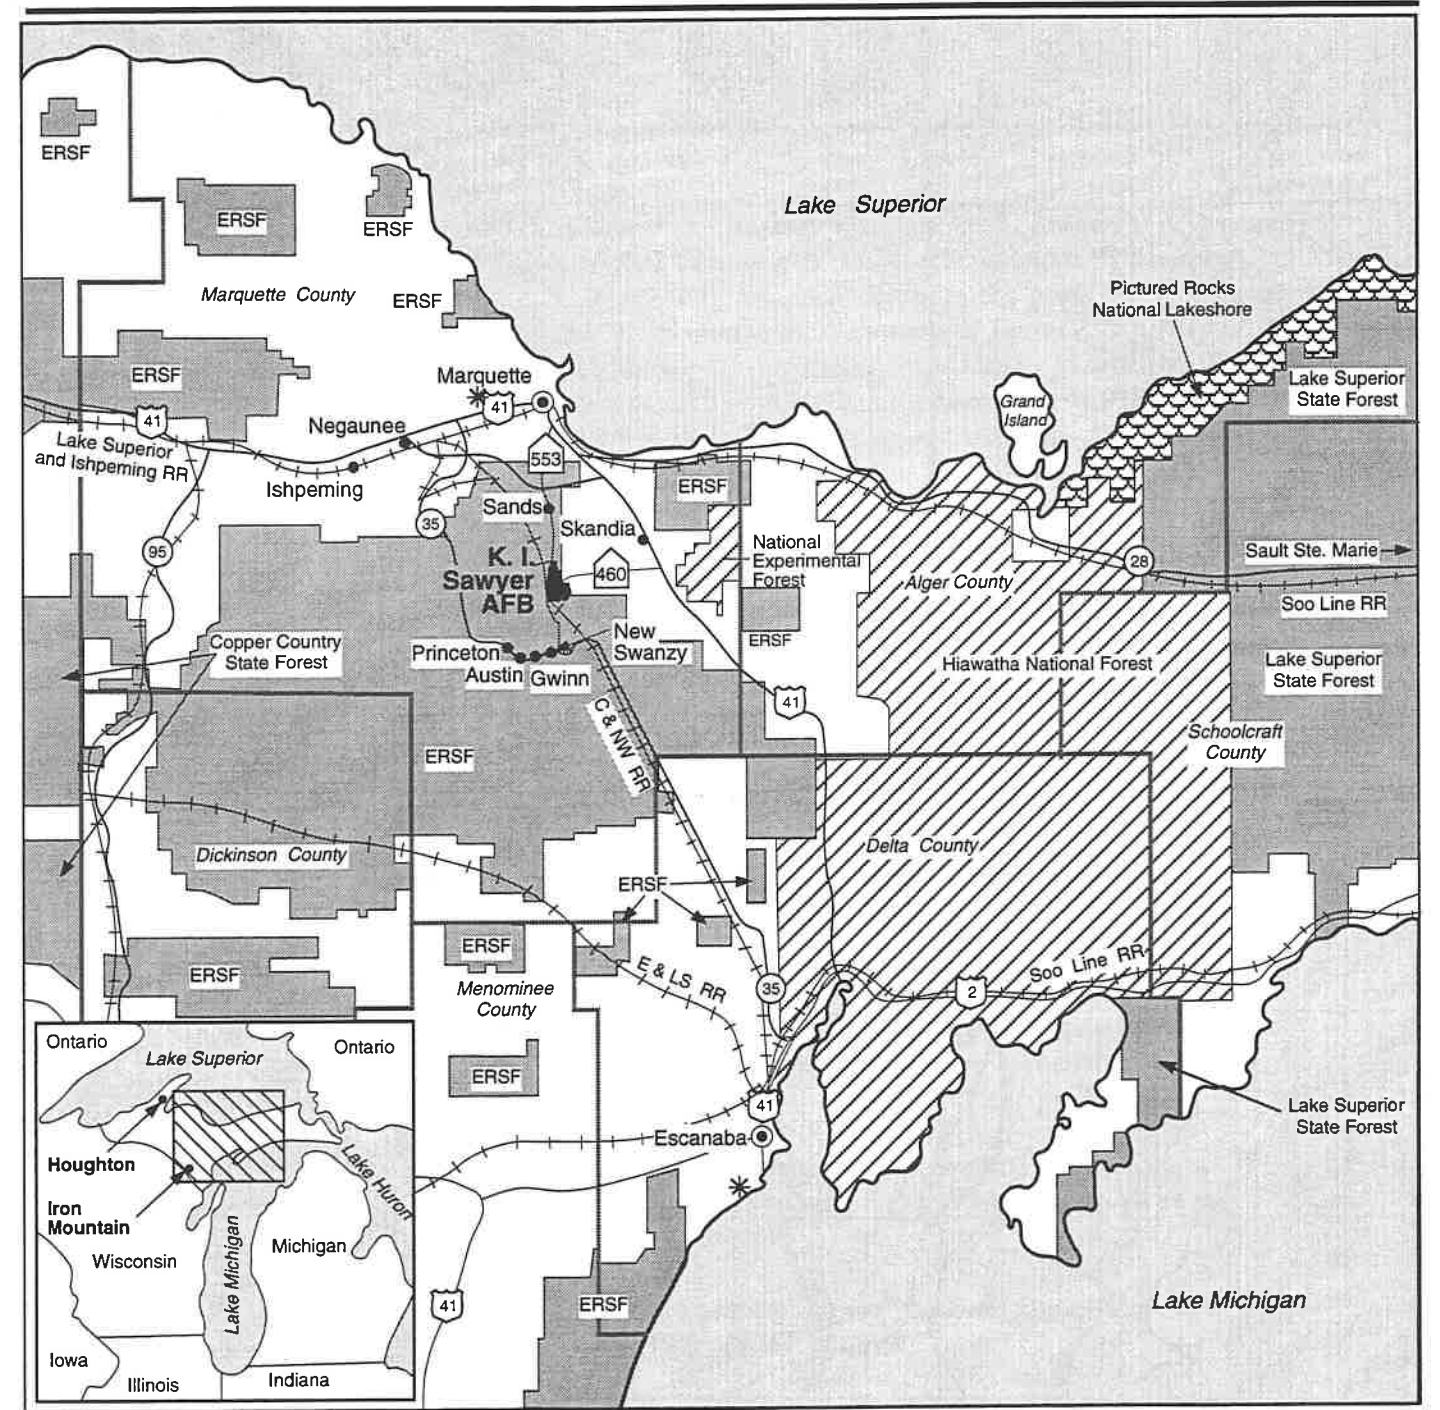 ERSF
ERSF
ERSF
Lake Superior
Marquette County
ERSF
Pictured Rocks
National Lakeshore
ERSF
Marquette
41
Lake Superior
State Forest
Grand
Island
41
Negaunee
Lake Superior
and Ishpeming RR
553
Ishpeming
ERSF
Sands
35
Skandia
95
K. I.
Sawyer
AFB
460
National
Experimental
Forest
Alger County
28
Sault Ste. Marie
Soo Line RR
ERSF
Copper Country
State Forest
Princeton
Austin
Gwinn
New
Swanzy
Hiawatha National Forest
Lake Superior
State Forest
41
C & NW RR
ERSF
Schoolcraft
County
Dickinson County
Delta County
ERSF
ERSF
ERSF
Menominee
County
E & LS RR
35
2
Soo Line RR
ERSF
41
Escanaba
Lake Superior
State Forest
ERSF
41
Lake Michigan
Ontario
Lake Superior
Ontario
Houghton
Iron
Mountain
Lake Huron
Wisconsin
Lake Michigan
Michigan
Iowa
Illinois
Indiana